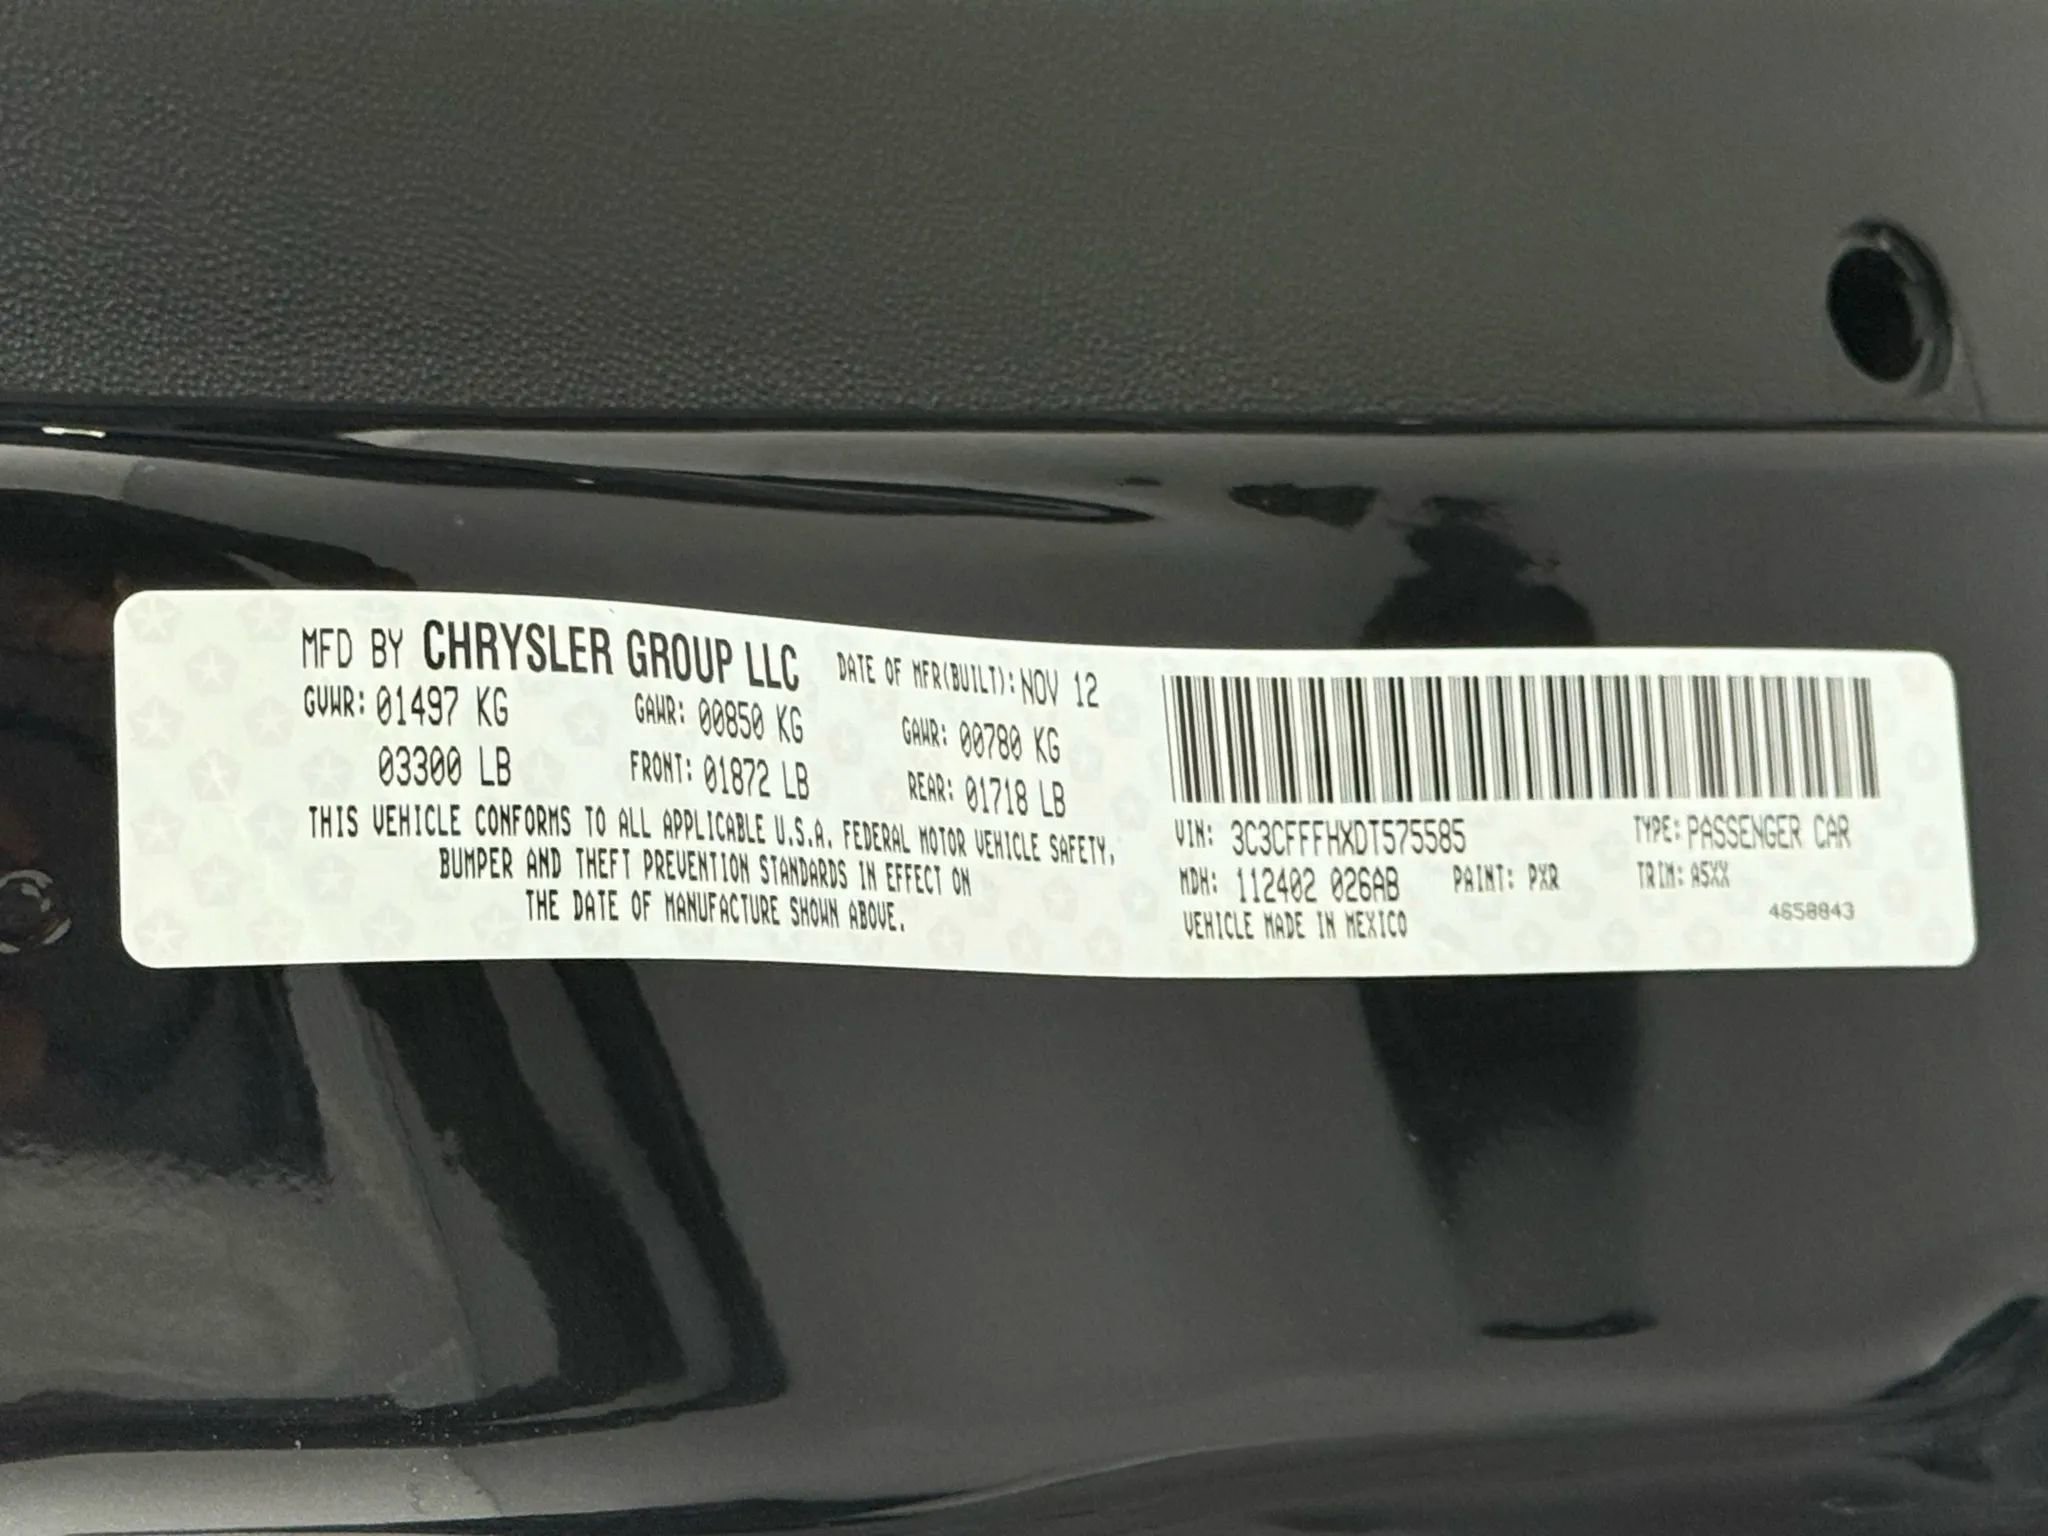 MFD BY CHRYSLER GROUP LLC DATE OF MFR(BUILT): NOV 12
GVWR: 01497 KG GAWR: 00850 KG GAWR: 00780 KG
03300 LB FRONT: 01872 LB REAR: 01718 LB
THIS VEHICLE CONFORMS TO ALL APPLICABLE U.S.A. FEDERAL MOTOR VEHICLE SAFETY,
BUMPER AND THEFT PREVENTION STANDARDS IN EFFECT ON
THE DATE OF MANUFACTURE SHOWN ABOVE.
VIN: 3C3CFFFHXDT575585 TYPE: PASSENGER CAR
MDH: 112402 026AB PAINT: PXR TRIM: A5XX
VEHICLE MADE IN MEXICO 4658843